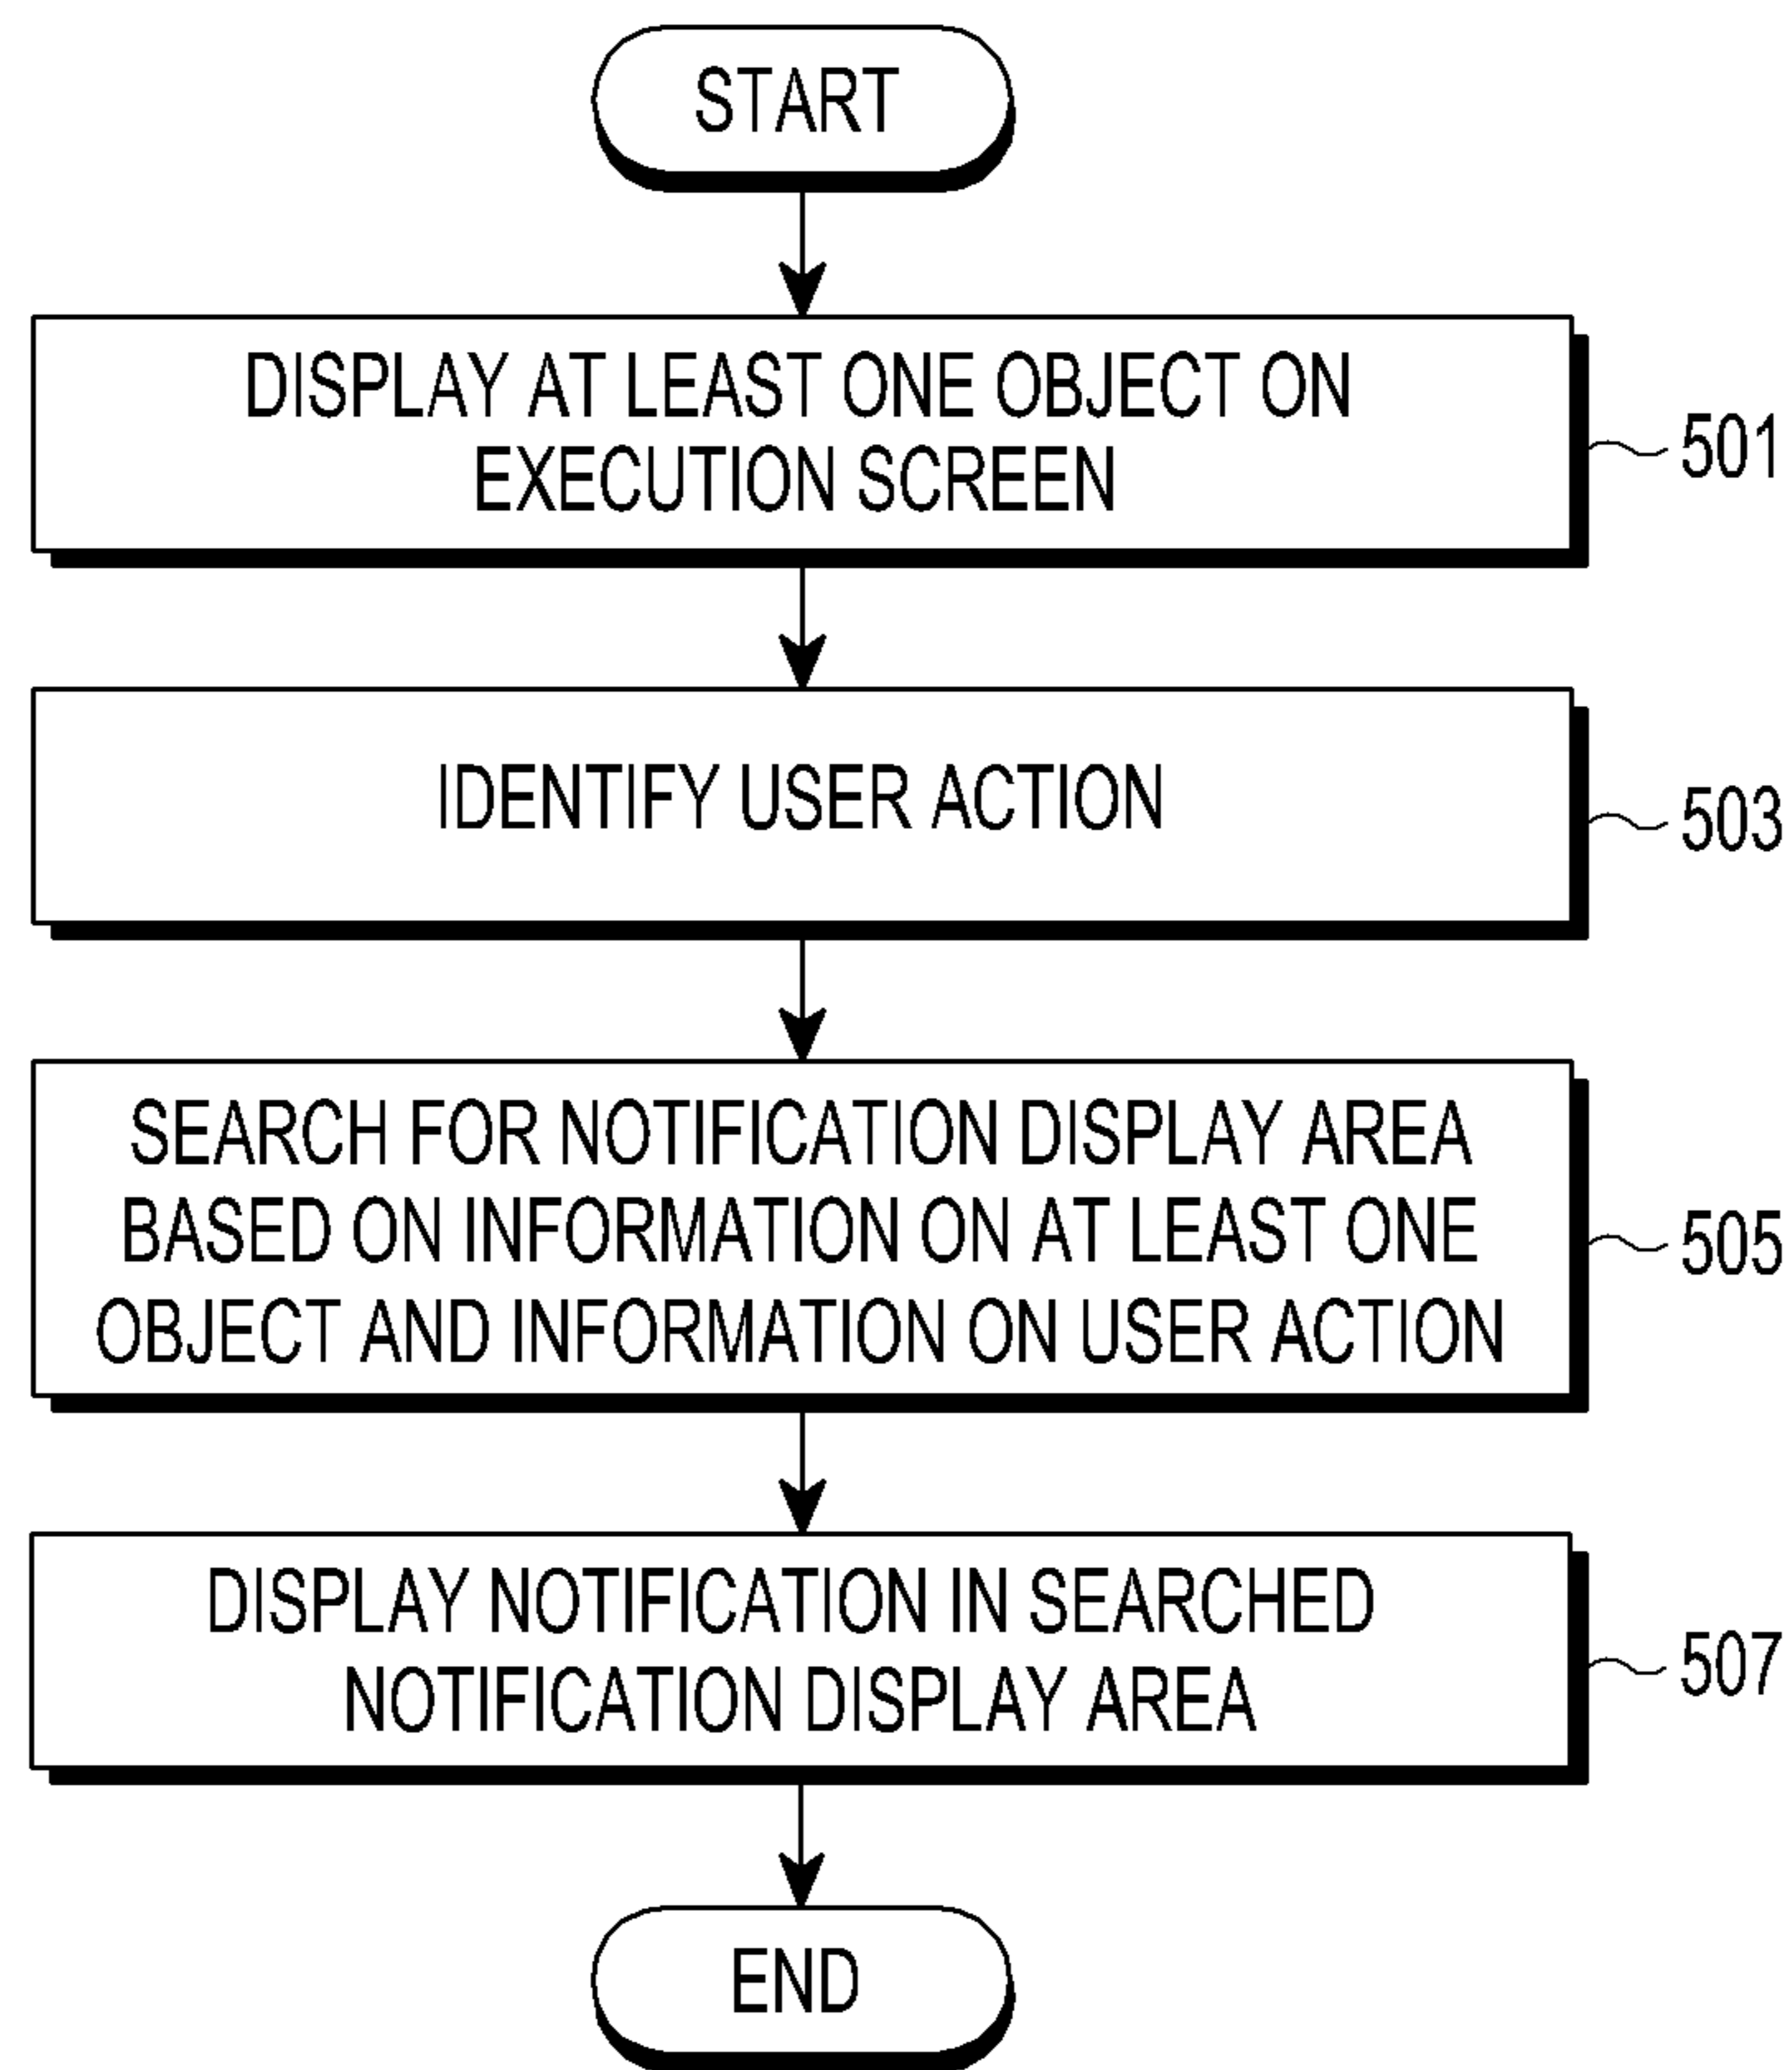 START
DISPLAY AT LEAST ONE OBJECT ON
EXECUTION SCREEN
501
IDENTIFY USER ACTION
503
SEARCH FOR NOTIFICATION DISPLAY AREA
BASED ON INFORMATION ON AT LEAST ONE
OBJECT AND INFORMATION ON USER ACTION
505
DISPLAY NOTIFICATION IN SEARCHED
NOTIFICATION DISPLAY AREA
507
END